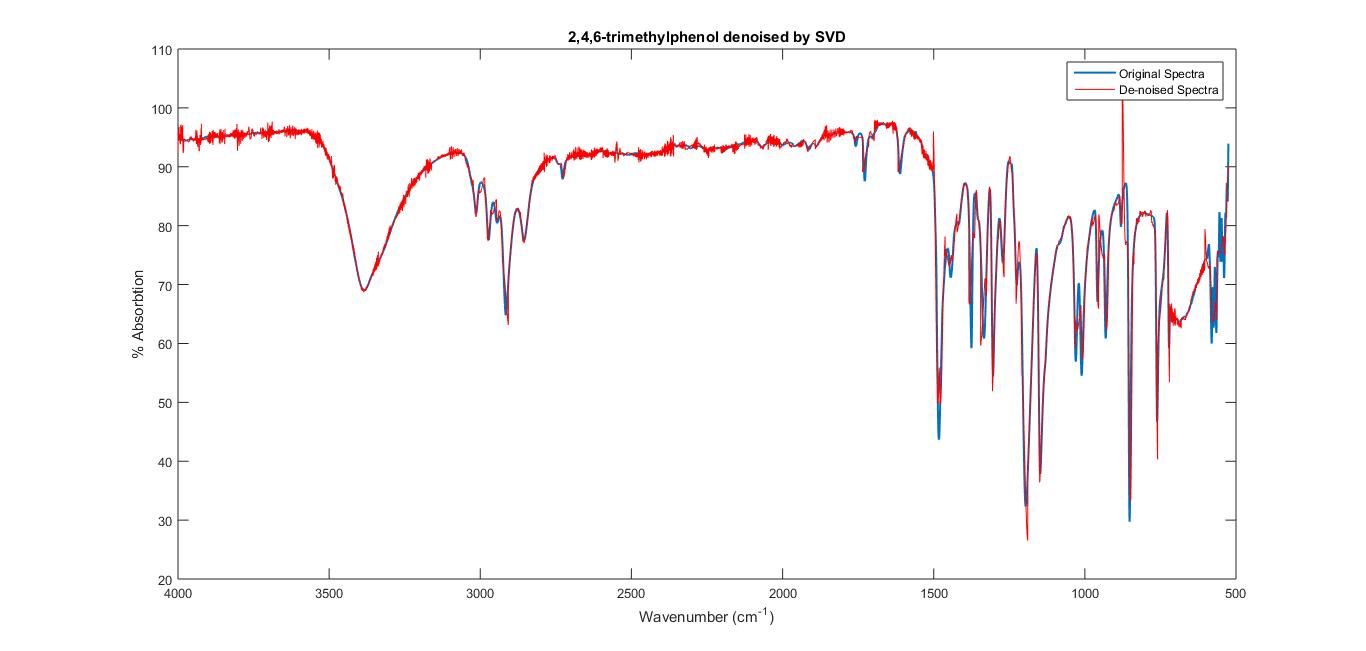 2,4,6-trimethylphenol denoised by SVD
110
Original Spectra
De-noised Spectra
100
90
80
70
60
50
40
30
20
% Absorbtion
4000 3500 3000 2500 2000 1500 1000 500
Wavenumber (cm-1)